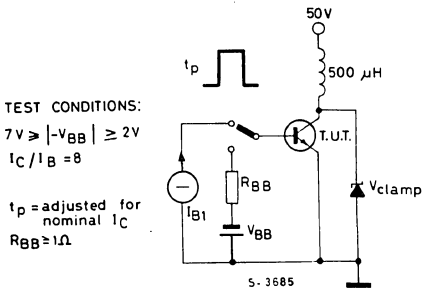 50V
tp
500 μH
TEST CONDITIONS:
7V ⩾ |-VBB| ≥ 2V
IC/IB = 8
T.U.T.
RBB
Vclamp
tp = adjusted for
nominal IC
RBB ≥ 1Ω
IB1
VBB
S-3685